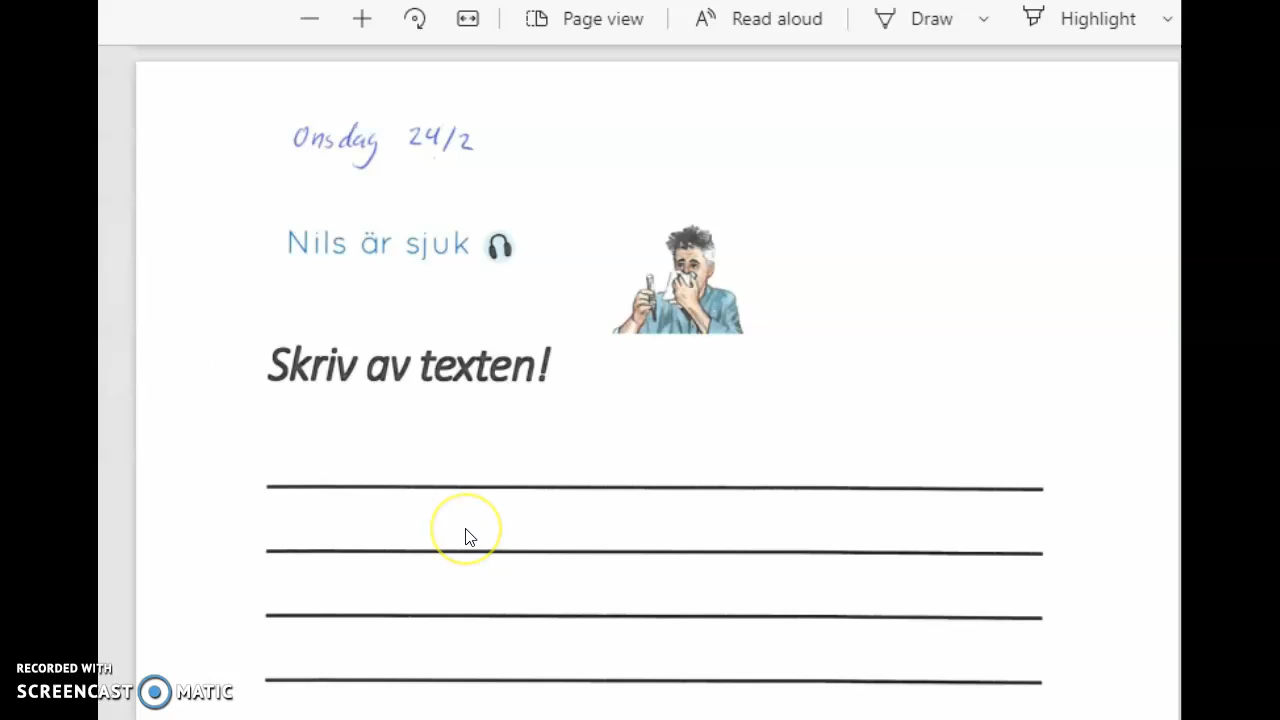 Page view Read aloud Draw Highlight
Onsdag 24/2
Nils är sjuk
Skriv av texten!
RECORDED WITH
SCREENCAST MATIC